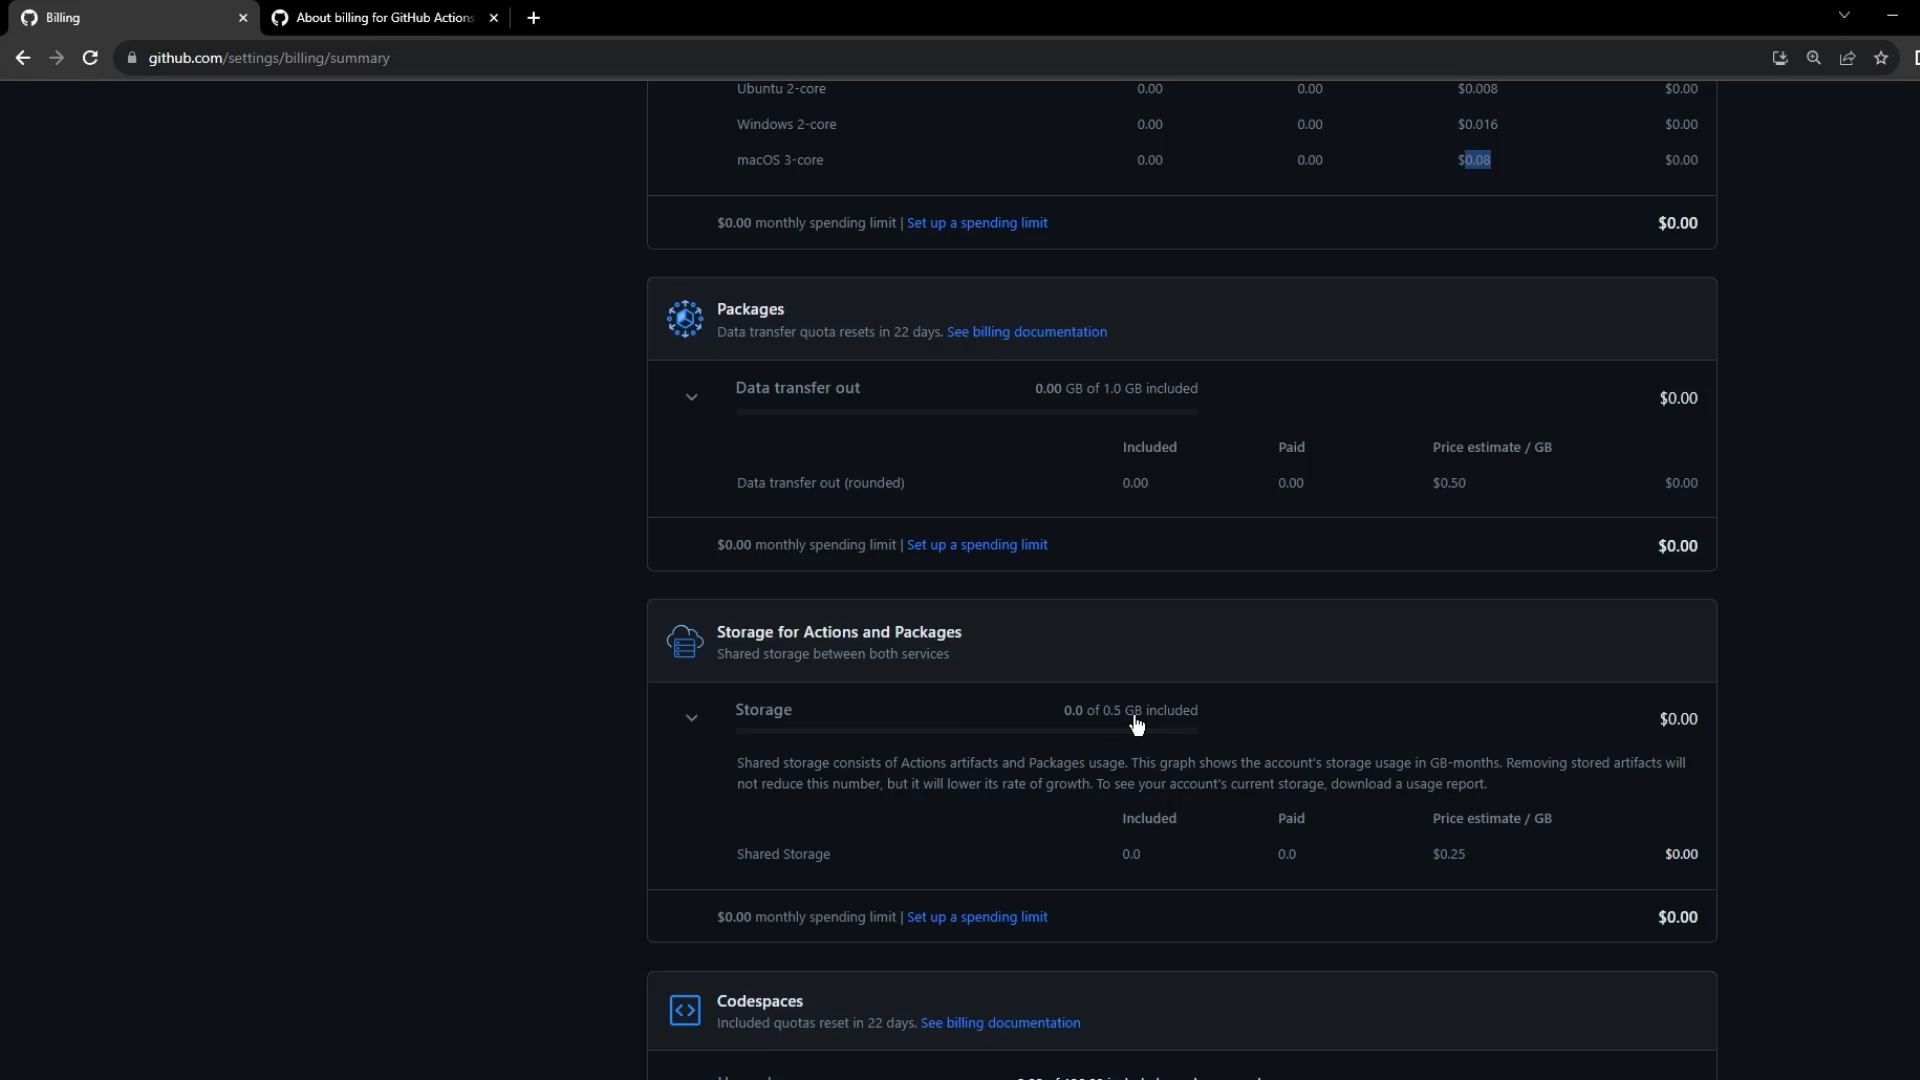 Billing
About billing for GitHub Actions
github.com/settings/billing/summary
Ubuntu 2-core 0.00 0.00 $0.008 $0.00
Windows 2-core 0.00 0.00 $0.016 $0.00
macOS 3-core 0.00 0.00 $0.08 $0.00
$0.00 monthly spending limit | Set up a spending limit $0.00
Packages
Data transfer quota resets in 22 days. See billing documentation
Data transfer out 0.00 GB of 1.0 GB included $0.00
Included Paid Price estimate / GB
Data transfer out (rounded) 0.00 0.00 $0.50 $0.00
$0.00 monthly spending limit | Set up a spending limit $0.00
Storage for Actions and Packages
Shared storage between both services
Storage 0.0 of 0.5 GB included $0.00
Shared storage consists of Actions artifacts and Packages usage. This graph shows the account's storage usage in GB-months. Removing stored artifacts will
not reduce this number, but it will lower its rate of growth. To see your account's current storage, download a usage report.
Included Paid Price estimate / GB
Shared Storage 0.0 0.0 $0.25 $0.00
$0.00 monthly spending limit | Set up a spending limit $0.00
Codespaces
Included quotas reset in 22 days. See billing documentation